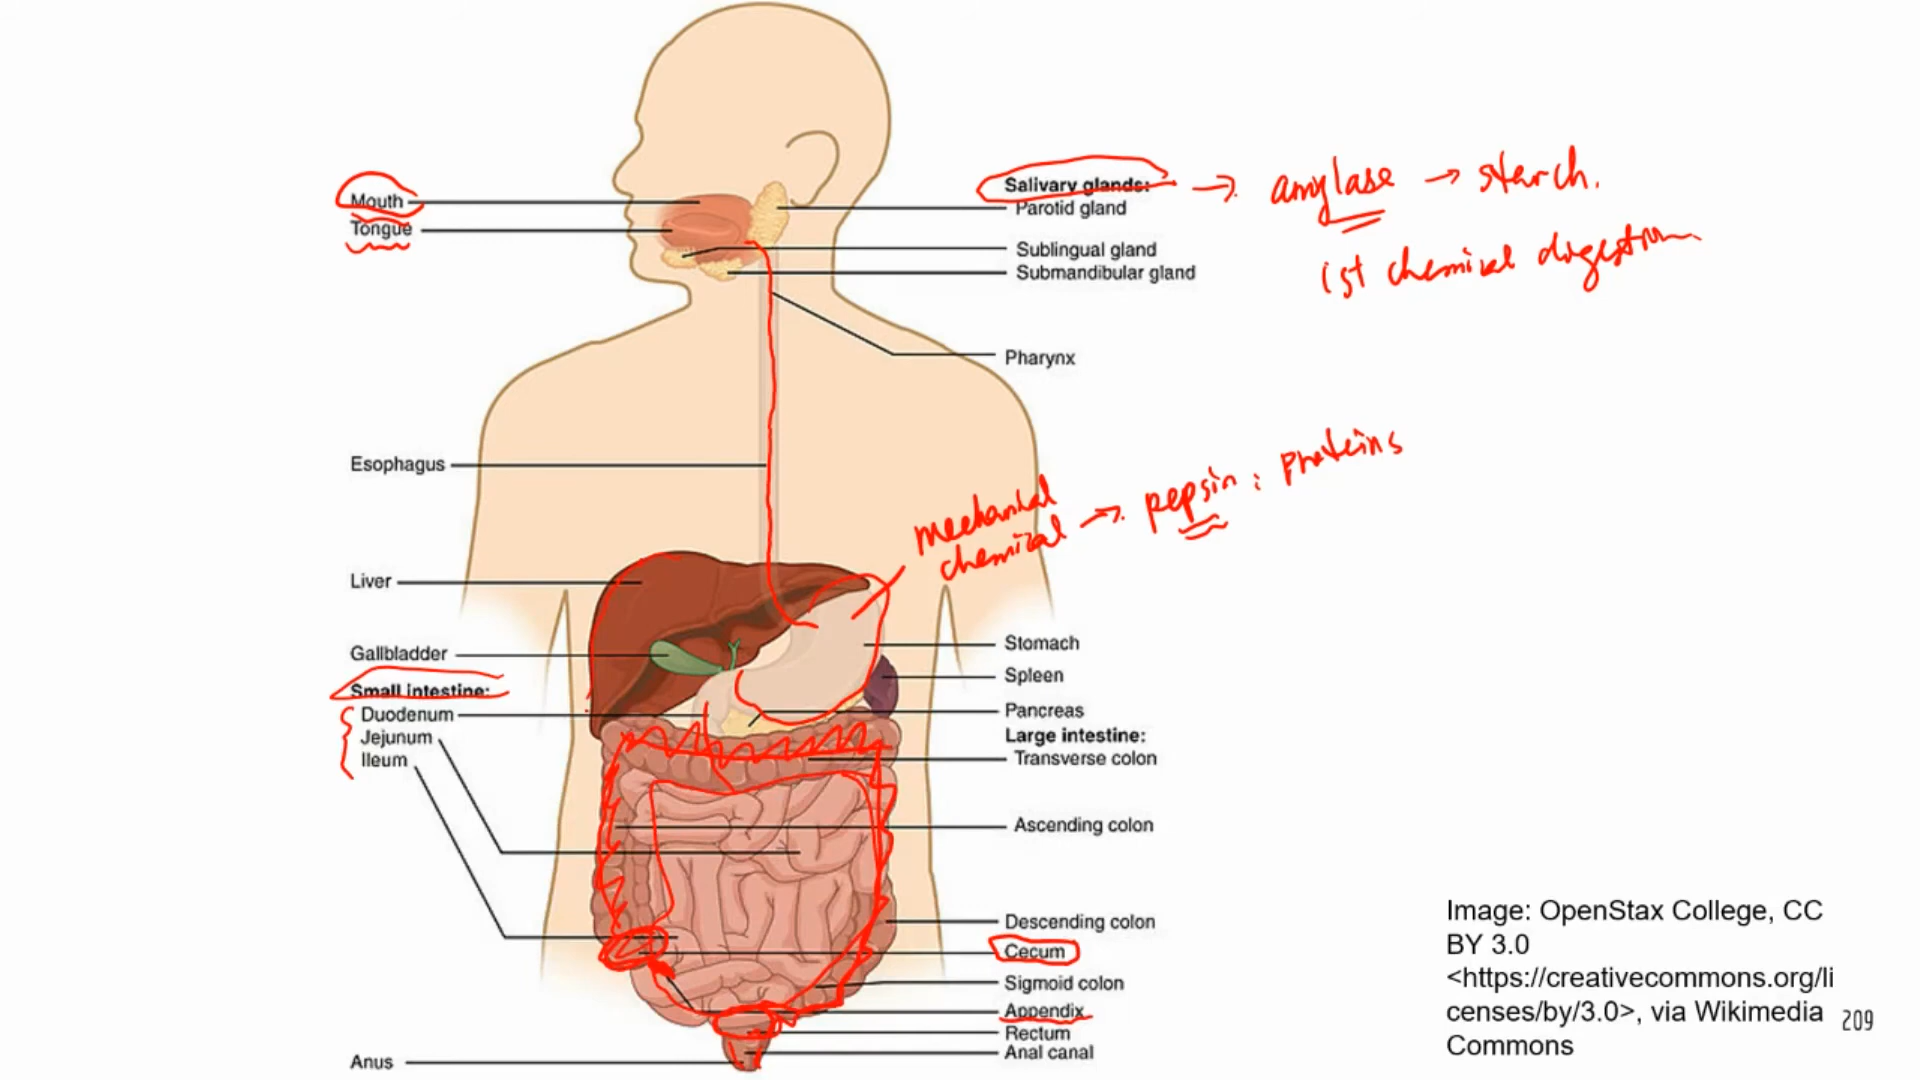 Mouth
Tongue
Salivary glands:
Parotid gland
Sublingual gland
Submandibular gland
→ amylase → starch.
1st chemical digestion
Pharynx
Esophagus
mechanical
chemical → pepsin: proteins
Liver
Gallbladder
Small intestine:
Duodenum
Jejunum
Ileum
Stomach
Spleen
Pancreas
Large intestine:
Transverse colon
Ascending colon
Descending colon
Cecum
Sigmoid colon
Appendix
Rectum
Anal canal
Anus
Image: OpenStax College, CC
BY 3.0
<https://creativecommons.org/li
censes/by/3.0>, via Wikimedia
Commons
209